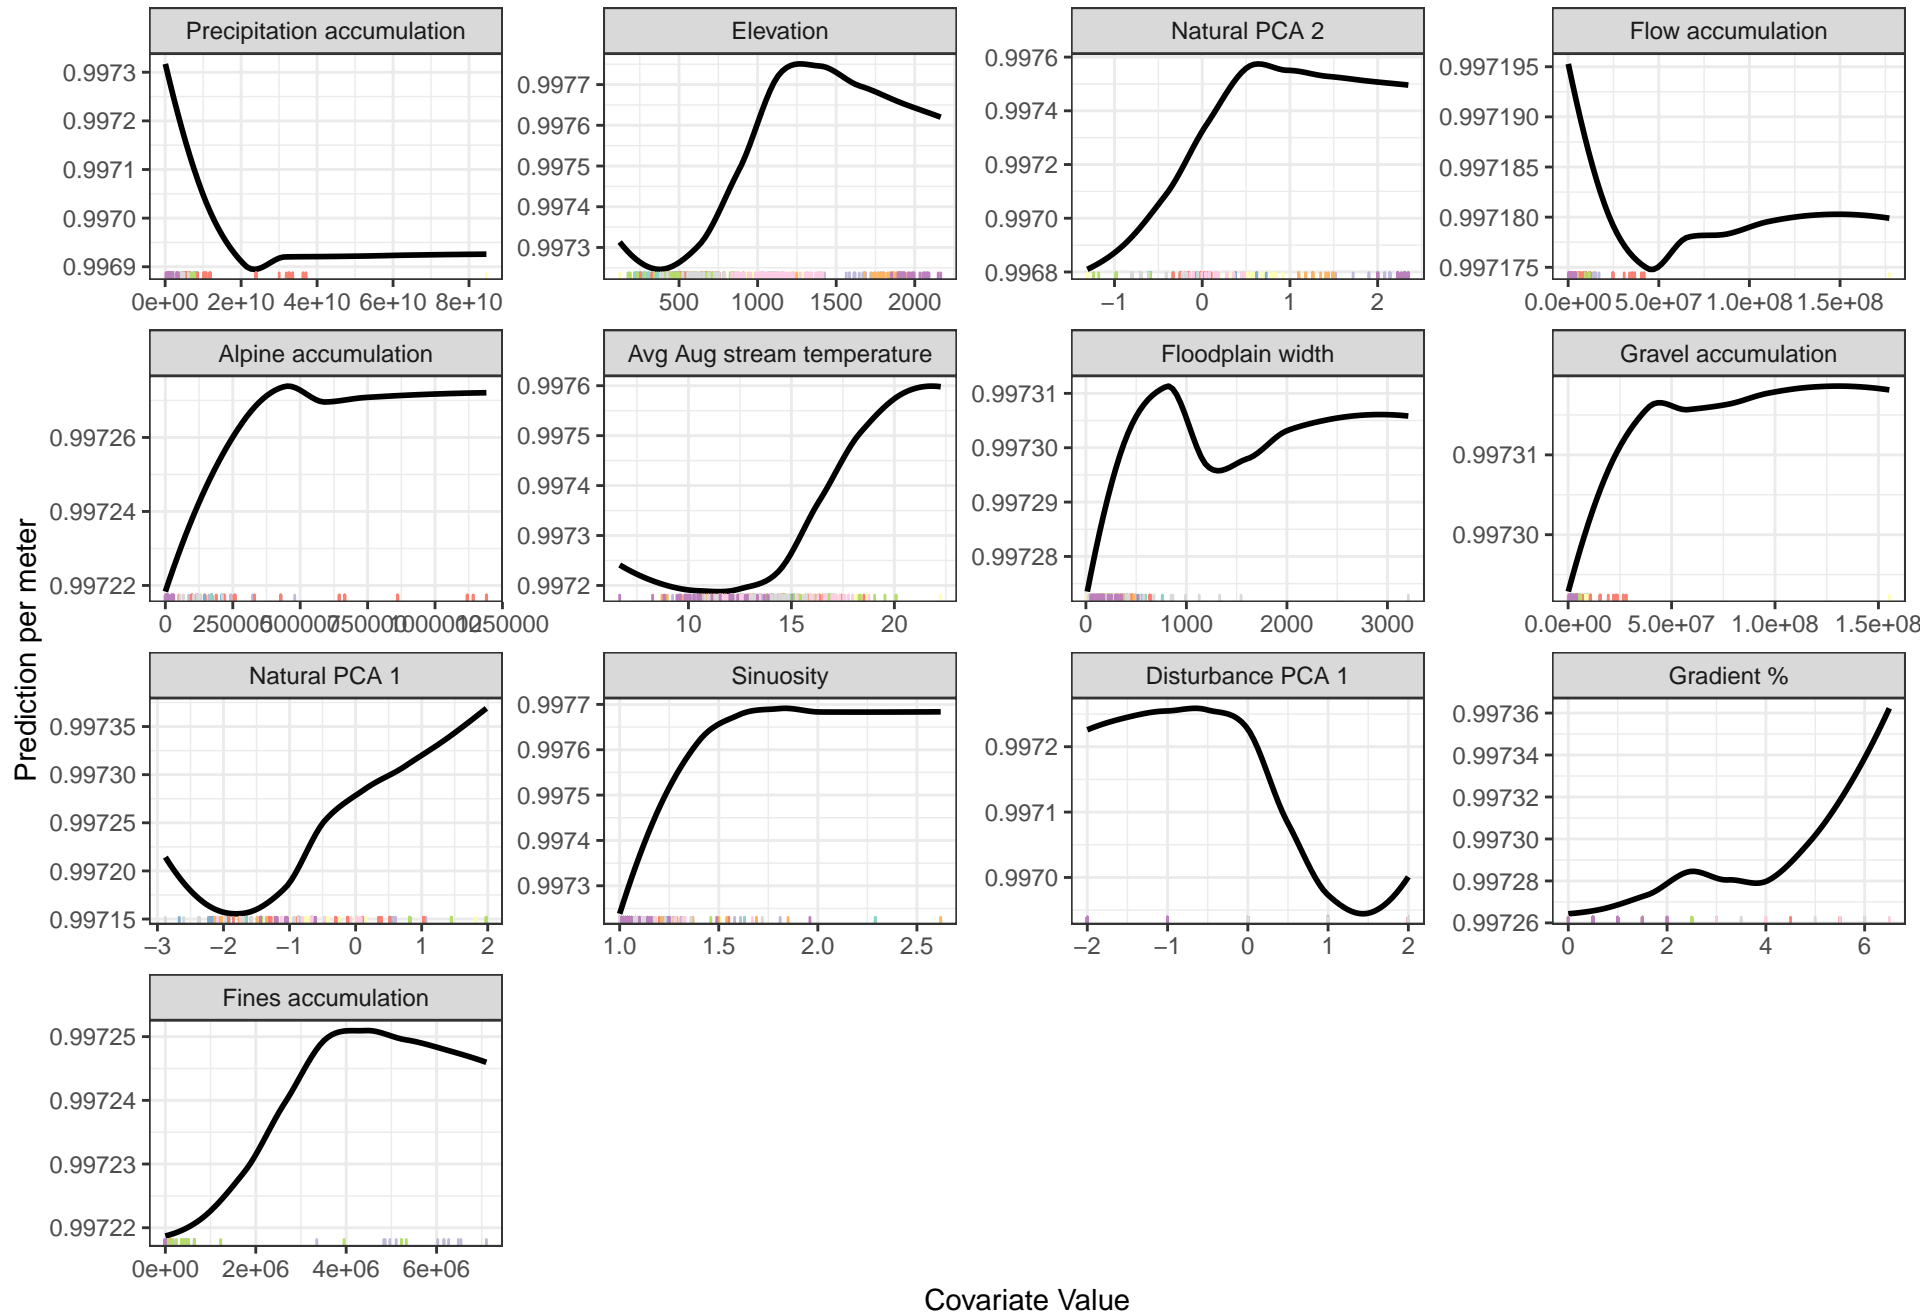 Precipitation accumulation
0.99773
0.99772
0.9971
0.9970
0.9969
0e+00 2e+10 4e+10 6e+10 8e+10
Elevation
0.9977
0.9976
0.9975
0.9974
0.9973
500 1000 1500 2000
Natural PCA 2
0.9976
0.9974
0.9972
0.9970
0.9968
−1 0 1 2
Flow accumulation
0.997195
0.997190
0.997185
0.997180
0.997175
0.0e+00 5.0e+07 1.0e+08 1.5e+08
Alpine accumulation
0.99726
0.99724
0.99722
0 250000 500000 750000 1000000 1250000
Avg Aug stream temperature
0.9976
0.9975
0.9974
0.9973
0.9972
10 15 20
Floodplain width
0.99731
0.99730
0.99729
0.99728
0 1000 2000 3000
Gravel accumulation
0.99731
0.99730
0.0e+00 5.0e+07 1.0e+08 1.5e+08
Prediction per meter
Natural PCA 1
0.99735
0.99730
0.99725
0.99720
0.99715
−3 −2 −1 0 1 2
Sinuosity
0.9977
0.9976
0.9975
0.9974
0.9973
1.0 1.5 2.0 2.5
Disturbance PCA 1
0.9972
0.9971
0.9970
−2 −1 0 1 2
Gradient %
0.99736
0.99734
0.99732
0.99730
0.99728
0.99726
0 2 4 6
Fines accumulation
0.99725
0.99724
0.99723
0.99722
0e+00 2e+06 4e+06 6e+06
Covariate Value